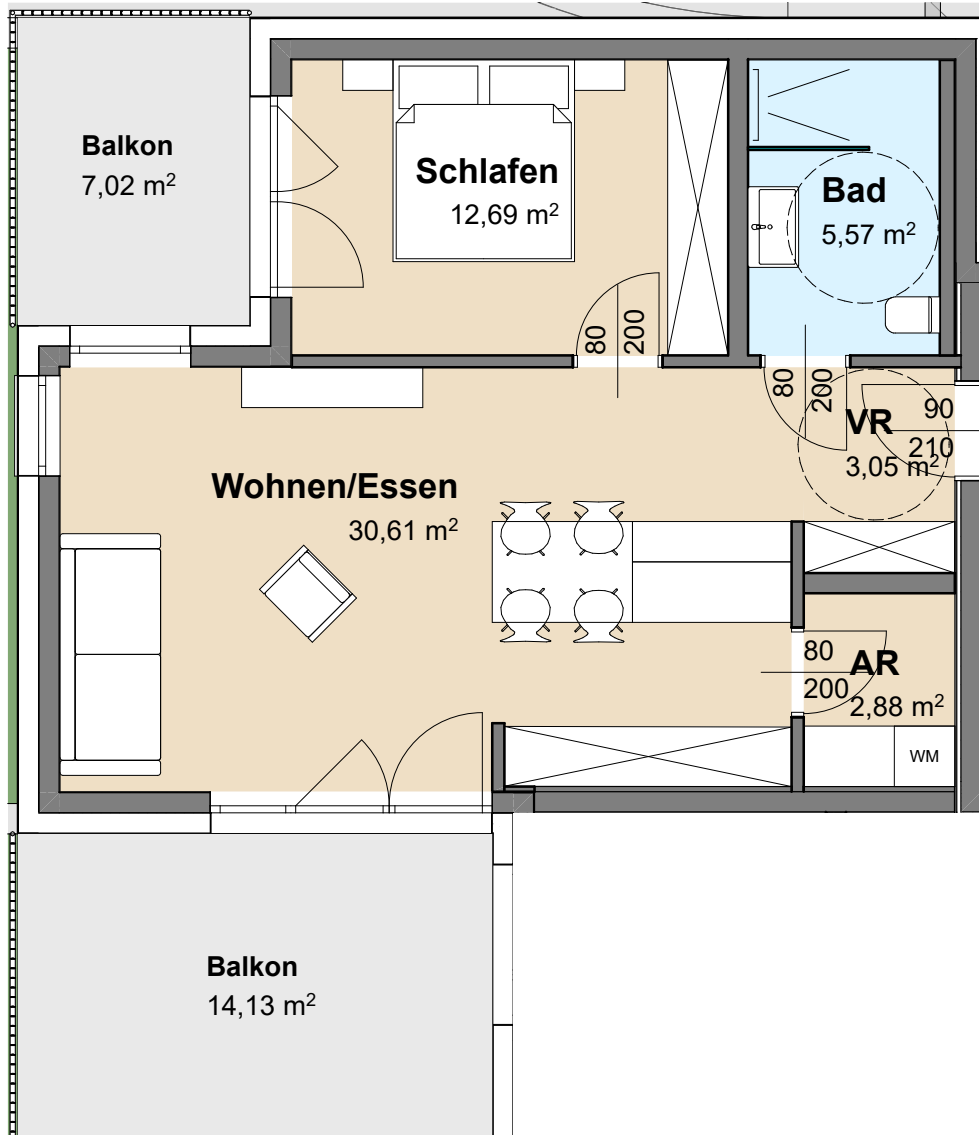 Balkon
7,02 m²
Schlafen
12,69 m²
Bad
5,57 m²
80
200
80
200
VR
3,05 m²
90
210
Wohnen/Essen
30,61 m²
80
200
AR
2,88 m²
WM
Balkon
14,13 m²